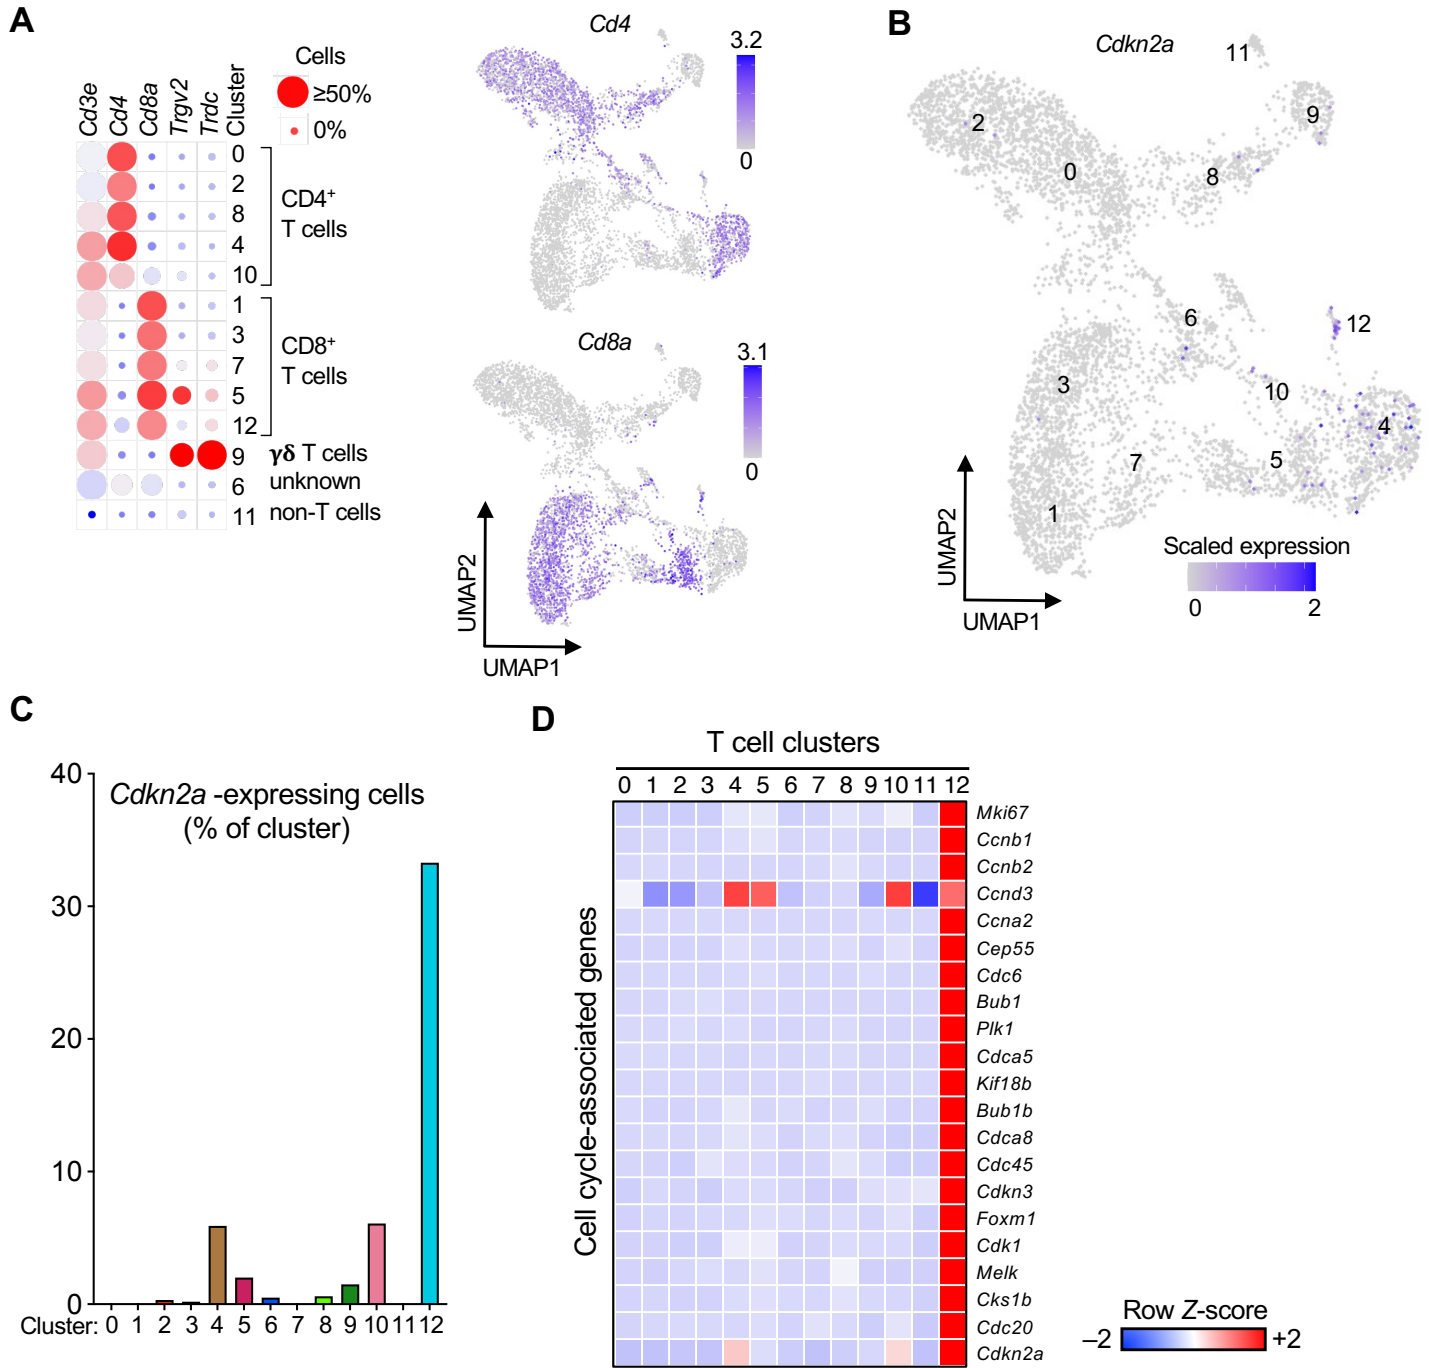 A
Cells
≥50%
0%
Cd3e
Cd4
Cd8a
Trgv2
Trdc
Cluster
0
2
8
4
10
CD4+
T cells
1
3
7
5
12
CD8+
T cells
9 γδ T cells
6 unknown
11 non-T cells
Cd4
3.2
0
Cd8a
3.1
0
UMAP2
UMAP1
B
Cdkn2a
11
9
2
0
8
6
12
3
10
4
7
5
1
Scaled expression
0 2
UMAP2
UMAP1
C
Cdkn2a -expressing cells
(% of cluster)
40
30
20
10
0
Cluster: 0 1 2 3 4 5 6 7 8 9 10 11 12
D
T cell clusters
0 1 2 3 4 5 6 7 8 9 10 11 12
Cell cycle-associated genes
Mki67
Ccnb1
Ccnb2
Ccnd3
Ccna2
Cep55
Cdc6
Bub1
Plk1
Cdca5
Kif18b
Bub1b
Cdca8
Cdc45
Cdkn3
Foxm1
Cdk1
Melk
Cks1b
Cdc20
Cdkn2a
Row Z-score
–2 +2